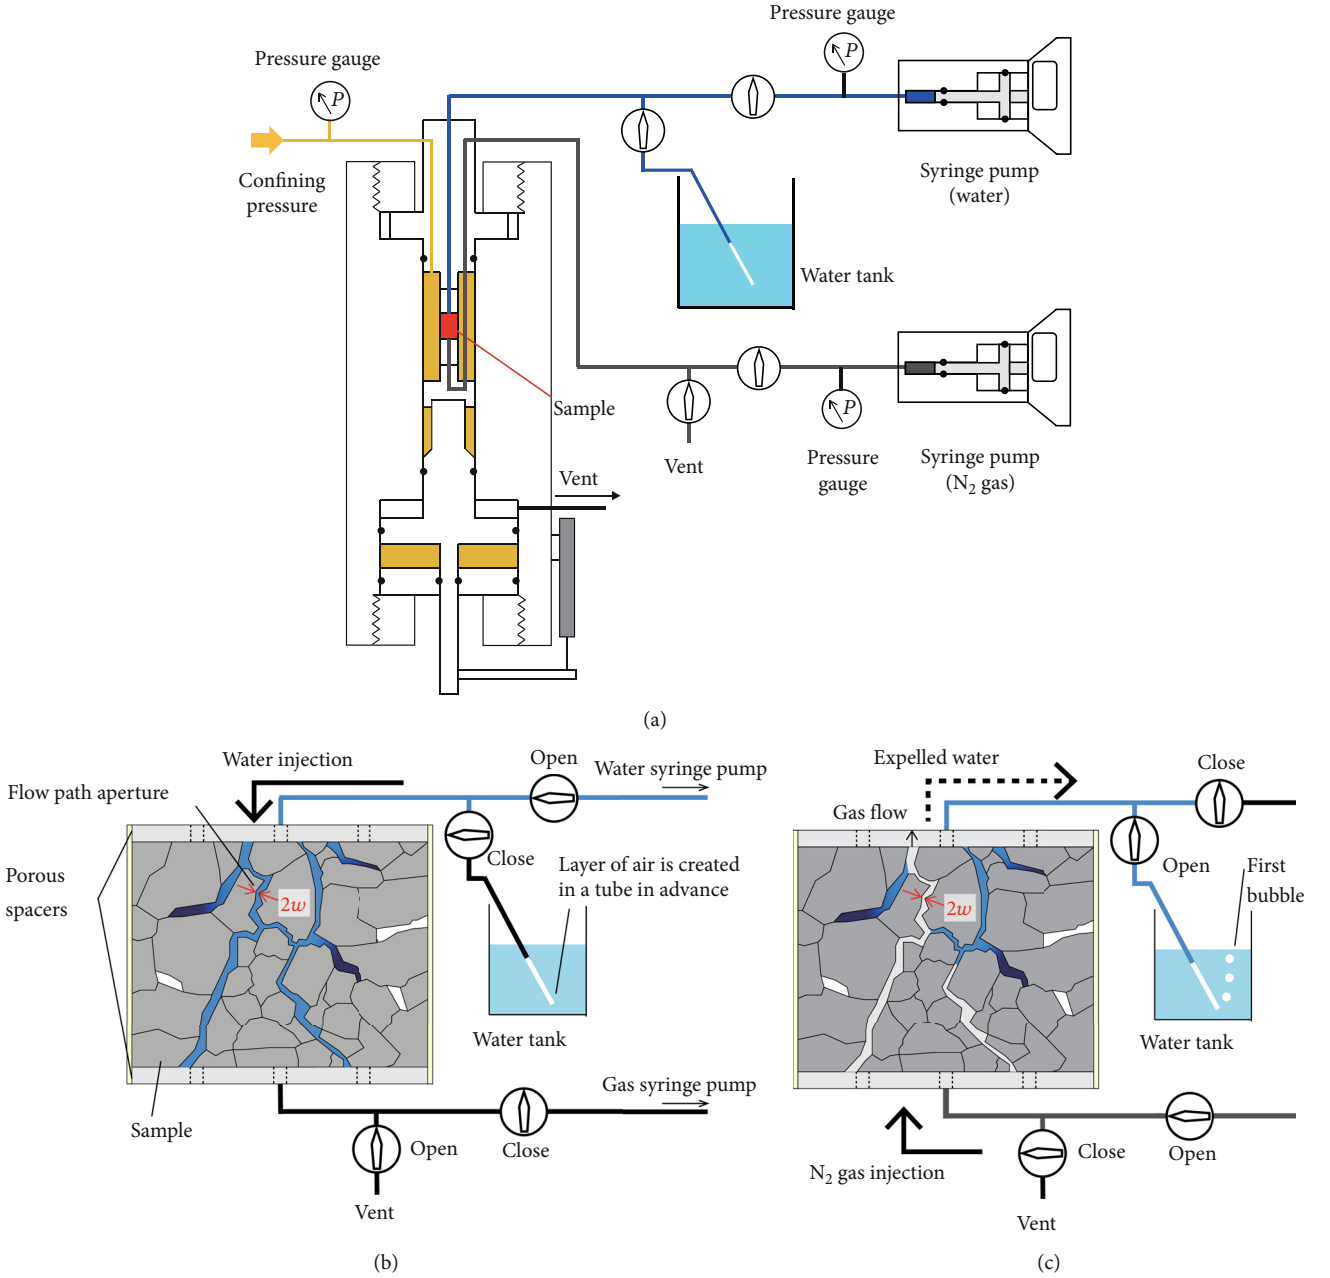 Pressure gauge
P
Pressure gauge
P
Confining
pressure
Syringe pump
(water)
Water tank
Sample
Vent
P
Pressure
gauge
Syringe pump
(N2 gas)
Vent
(a)
Water injection
Open
Water syringe pump
Flow path aperture
Close
Layer of air is created
in a tube in advance
2w
Porous
spacers
Water tank
Gas syringe pump
Sample
Open
Close
Vent
(b)
Expelled water
Close
Gas flow
Open
First
bubble
2w
Water tank
N2 gas injection
Close
Open
Vent
(c)